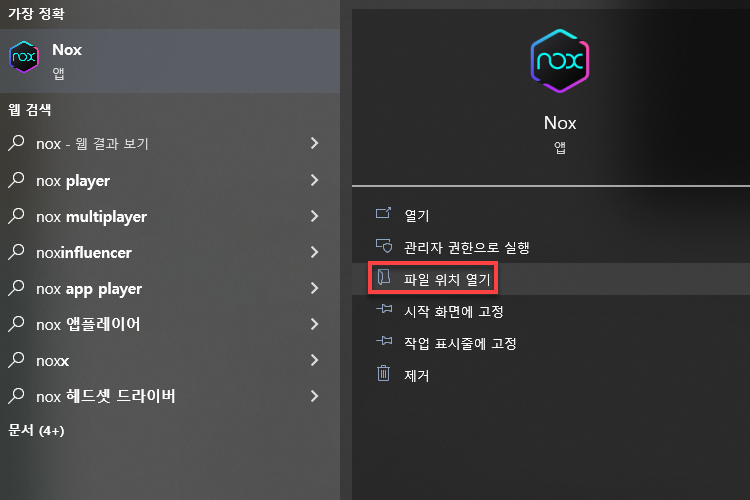 가장 정확
Nox
앱
웹 검색
nox - 웹 결과 보기
nox player
nox multiplayer
noxinfluencer
nox app player
nox 앱플레이어
noxx
nox 헤드셋 드라이버
문서 (4+)
nox
Nox
앱
열기
관리자 권한으로 실행
파일 위치 열기
시작 화면에 고정
작업 표시줄에 고정
제거